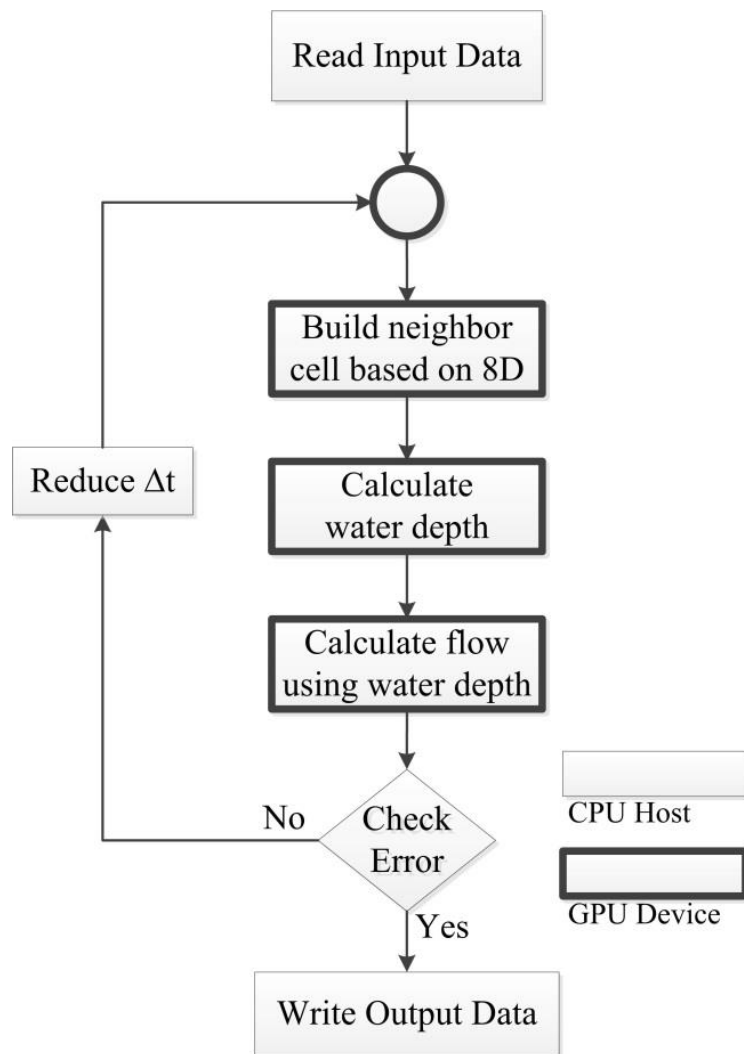 Read Input Data
Build neighbor
cell based on 8D
Reduce Δt
Calculate
water depth
Calculate flow
using water depth
No
Check
Error
CPU Host
GPU Device
Yes
Write Output Data